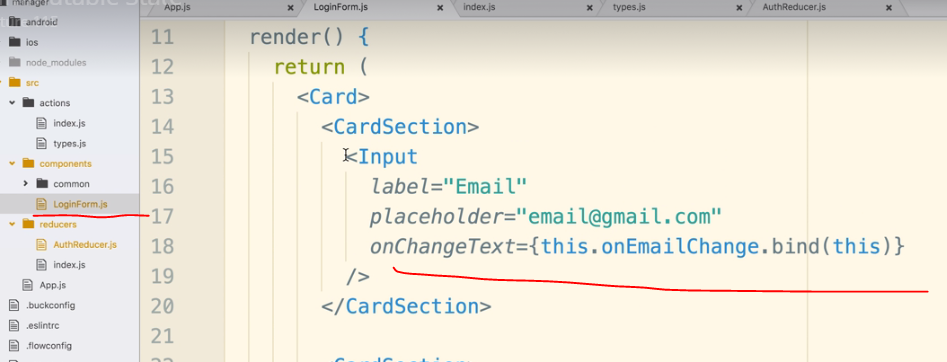 manager
App.js × LoginForm.js × index.js × types.js × AuthReducer.js ×
android
ios
node_modules
src
actions
index.js
types.js
components
common
LoginForm.js
reducers
AuthReducer.js
index.js
App.js
.buckconfig
.eslintrc
.flowconfig
11 render() {
12 return (
13 <Card>
14 <CardSection>
15 <Input
16 label="Email"
17 placeholder="email@gmail.com"
18 onChangeText={this.onEmailChange.bind(this)}
19 />
20 </CardSection>
21